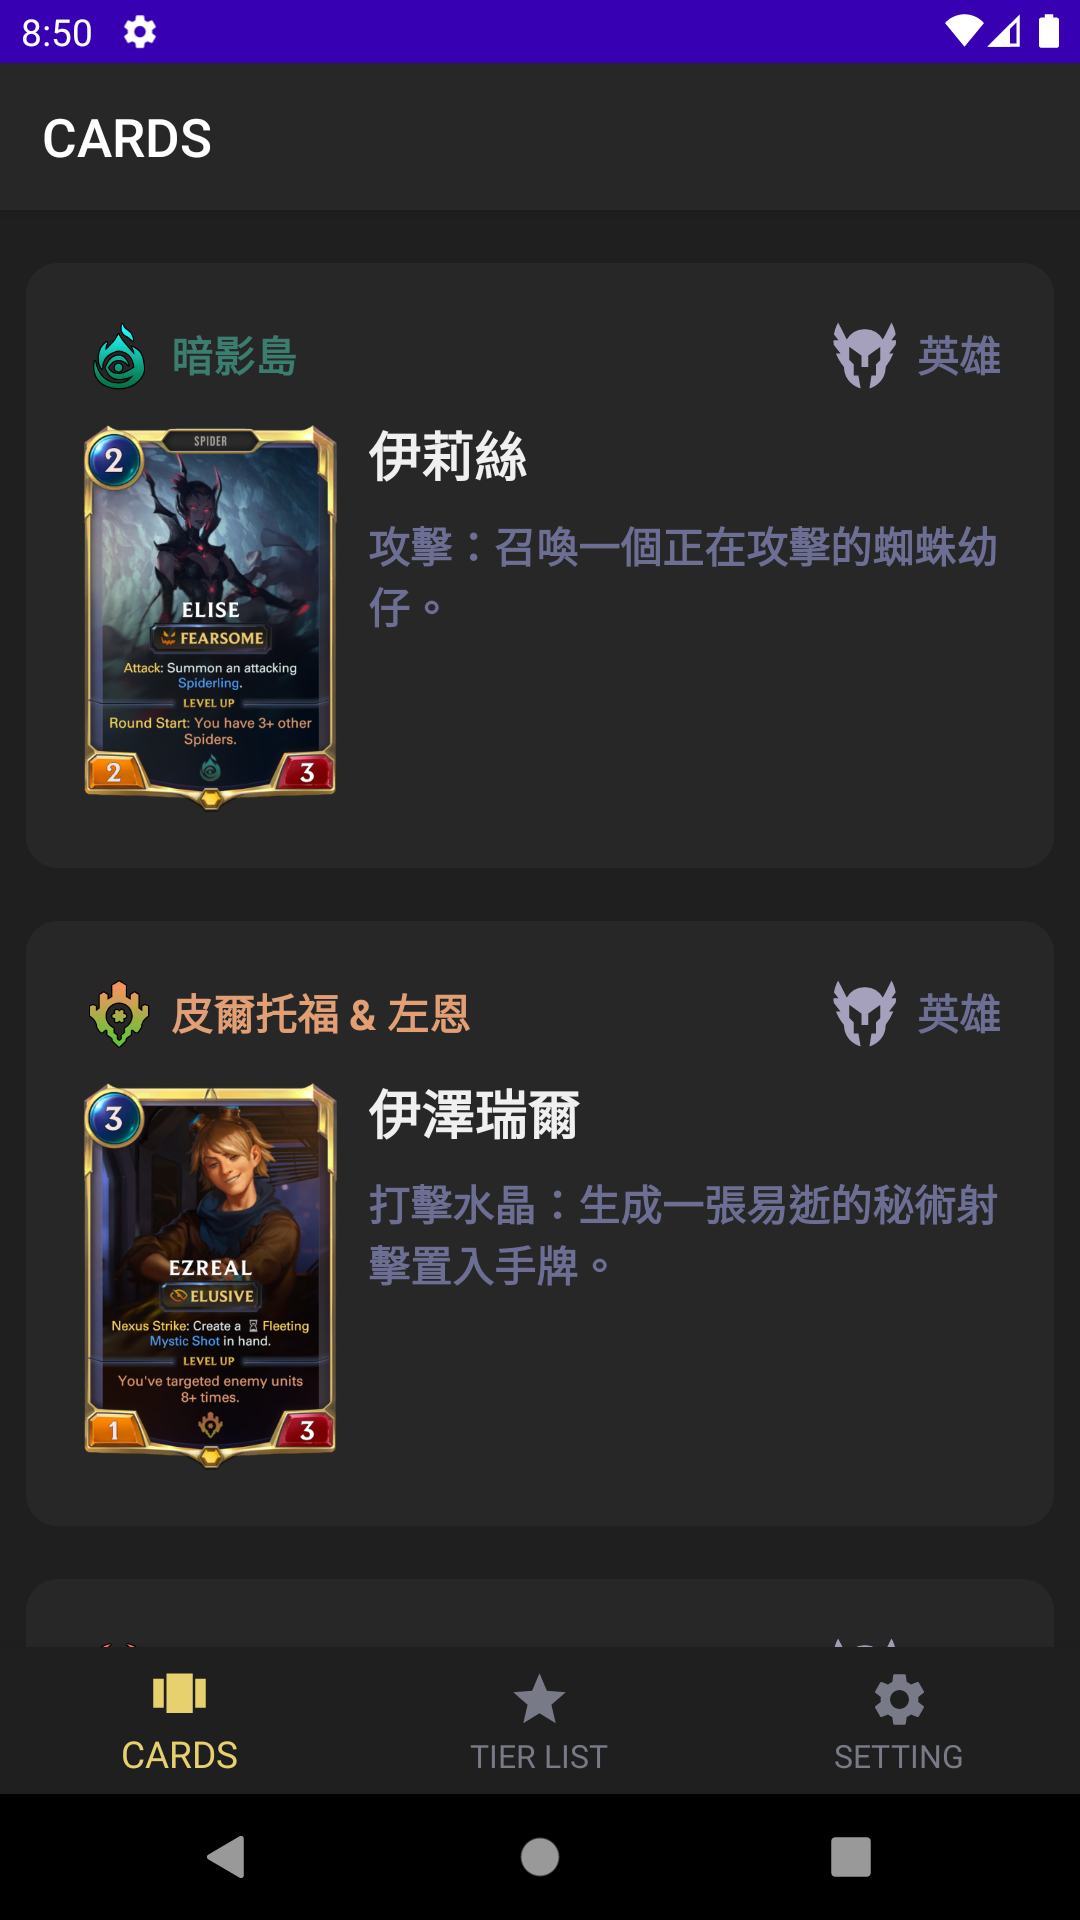 8:50
CARDS
暗影島
英雄
2
SPIDER
伊莉絲
攻擊：召喚一個正在攻擊的蜘蛛幼
仔。
ELISE
FEARSOME
Attack: Summon an attacking
Spiderling.
LEVEL UP
Round Start: You have 3+ other
Spiders.
2
3
皮爾托福 & 左恩
英雄
3
伊澤瑞爾
打擊水晶：生成一張易逝的秘術射
擊置入手牌。
EZREAL
ELUSIVE
Nexus Strike: Create a Fleeting
Mystic Shot in hand.
LEVEL UP
You've targeted enemy units
8+ times.
1
3
CARDS
TIER LIST
SETTING